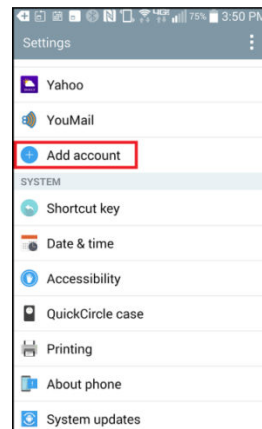 75% 3:50 PM
Settings
Yahoo
YouMail
Add account
SYSTEM
Shortcut key
Date & time
Accessibility
QuickCircle case
Printing
About phone
System updates